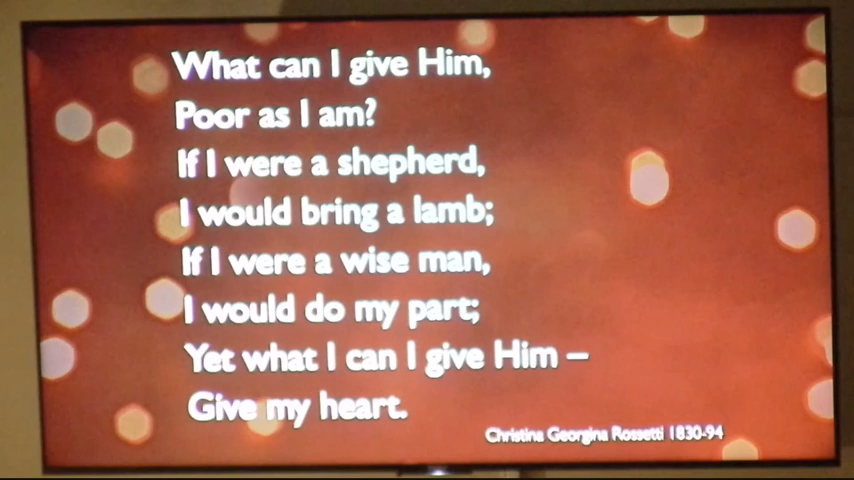 What can I give Him,
Poor as I am?
If I were a shepherd,
I would bring a lamb;
If I were a wise man,
I would do my part;
Yet what I can I give Him –
Give my heart.
Christina Georgina Rossetti 1830-94